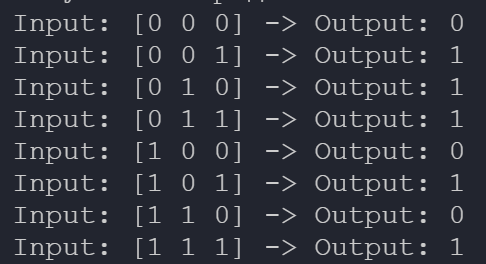 Input: [0 0 0] -> Output: 0
Input: [0 0 1] -> Output: 1
Input: [0 1 0] -> Output: 1
Input: [0 1 1] -> Output: 1
Input: [1 0 0] -> Output: 0
Input: [1 0 1] -> Output: 1
Input: [1 1 0] -> Output: 0
Input: [1 1 1] -> Output: 1